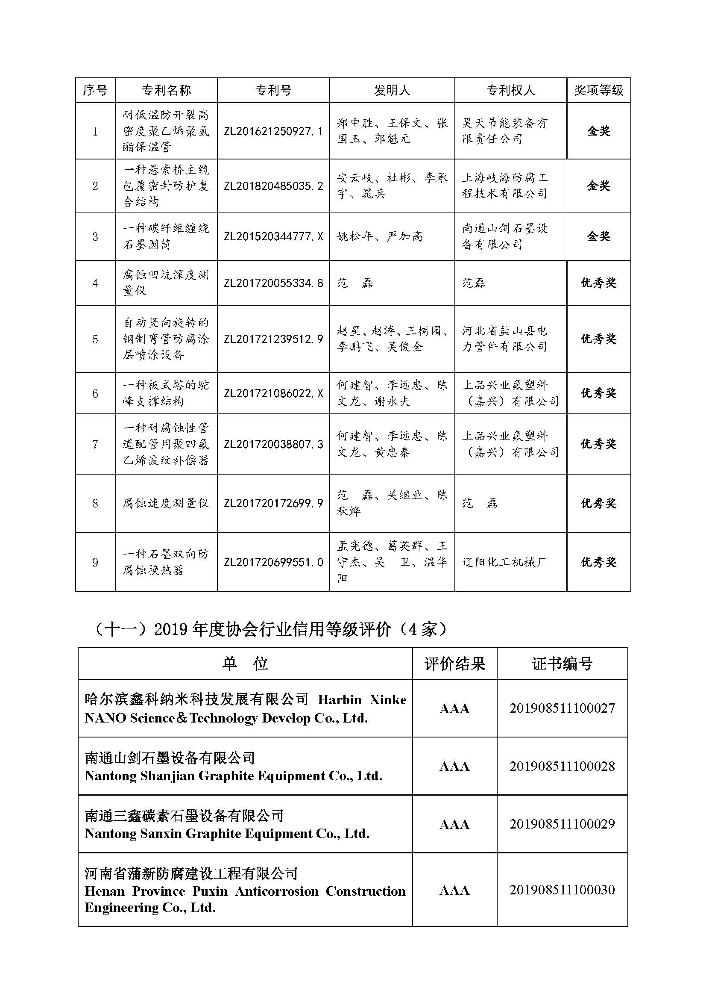 序号 专利名称 专利号 发明人 专利权人 奖项等级
1
耐低温防开裂高
密度聚乙烯聚氨
酯保温管
ZL201621250927.1
郑中胜、王保文、张
国玉、郎魁元
昊天节能装备有
限责任公司
金奖
2
一种悬索桥主缆
包覆密封防护复
合结构
ZL201820485035.2
安云岐、杜彬、李承
宇、晁兵
上海岐海防腐工
程技术有限公司
金奖
3
一种碳纤维缠绕
石墨圆筒
ZL201520344777.X
姚松年、严加高
南通山剑石墨设
备有限公司
金奖
4
腐蚀凹坑深度测
量仪
ZL201720055334.8
范　磊
范磊
优秀奖
5
自动竖向旋转的
钢制弯管防腐涂
层喷涂设备
ZL201721239512.9
赵星、赵涛、王树园、
李鹏飞、吴俊全
河北省盐山县电
力管件有限公司
优秀奖
6
一种板式塔的驼
峰支撑结构
ZL201721086022.X
何建智、李远忠、陈
文龙、谢永夫
上品兴业氟塑料
（嘉兴）有限公司
优秀奖
7
一种耐腐蚀性管
道配管用聚四氟
乙烯波纹补偿器
ZL201720038807.3
何建智、李远忠、陈
文龙、黄忠泰
上品兴业氟塑料
（嘉兴）有限公司
优秀奖
8
腐蚀速度测量仪
ZL201720172699.9
范　磊、关继业、陈
秋烨
范　磊
优秀奖
9
一种石墨双向防
腐蚀换热器
ZL201720699551.0
孟宪德、葛英群、王
守杰、吴　卫、温华
阳
辽阳化工机械厂
优秀奖
（十一）2019 年度协会行业信用等级评价（4 家）
单　位 评价结果 证书编号
哈尔滨鑫科纳米科技发展有限公司 Harbin Xinke
NANO Science＆Technology Develop Co., Ltd.
AAA
201908511100027
南通山剑石墨设备有限公司
Nantong Shanjian Graphite Equipment Co., Ltd.
AAA
201908511100028
南通三鑫碳素石墨设备有限公司
Nantong Sanxin Graphite Equipment Co., Ltd.
AAA
201908511100029
河南省蒲新防腐建设工程有限公司
Henan Province Puxin Anticorrosion Construction
Engineering Co., Ltd.
AAA
201908511100030